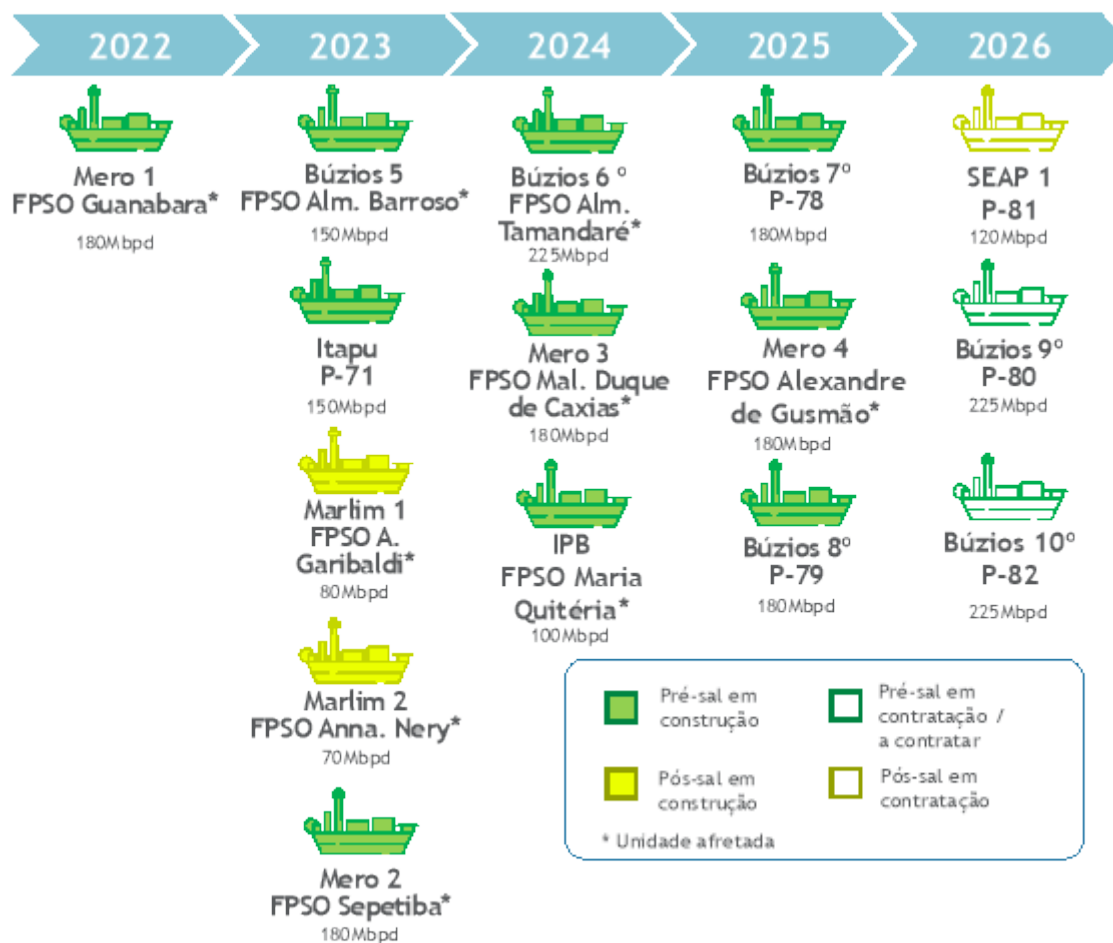 2022
2023
2024
2025
2026
Mero 1
FPSO Guanabara*
180Mbpd
Búzios 5
FPSO Alm. Barroso*
150Mbpd
Itapu
P-71
150Mbpd
Marlim 1
FPSO A.
Garibaldi*
80Mbpd
Marlim 2
FPSO Anna. Nery*
70Mbpd
Mero 2
FPSO Sepetiba*
180Mbpd
Búzios 6 º
FPSO Alm.
Tamandaré*
225Mbpd
Mero 3
FPSO Mal. Duque
de Caxias*
180Mbpd
IPB
FPSO Maria
Quitéria*
100Mbpd
Búzios 7º
P-78
180Mbpd
Mero 4
FPSO Alexandre
de Gusmão*
180Mbpd
Búzios 8º
P-79
180Mbpd
SEAP 1
P-81
120Mbpd
Búzios 9º
P-80
225Mbpd
Búzios 10º
P-82
225Mbpd
Pré-sal em
construção
Pré-sal em
contratação /
a contratar
Pós-sal em
construção
Pós-sal em
contratação
* Unidade afretada